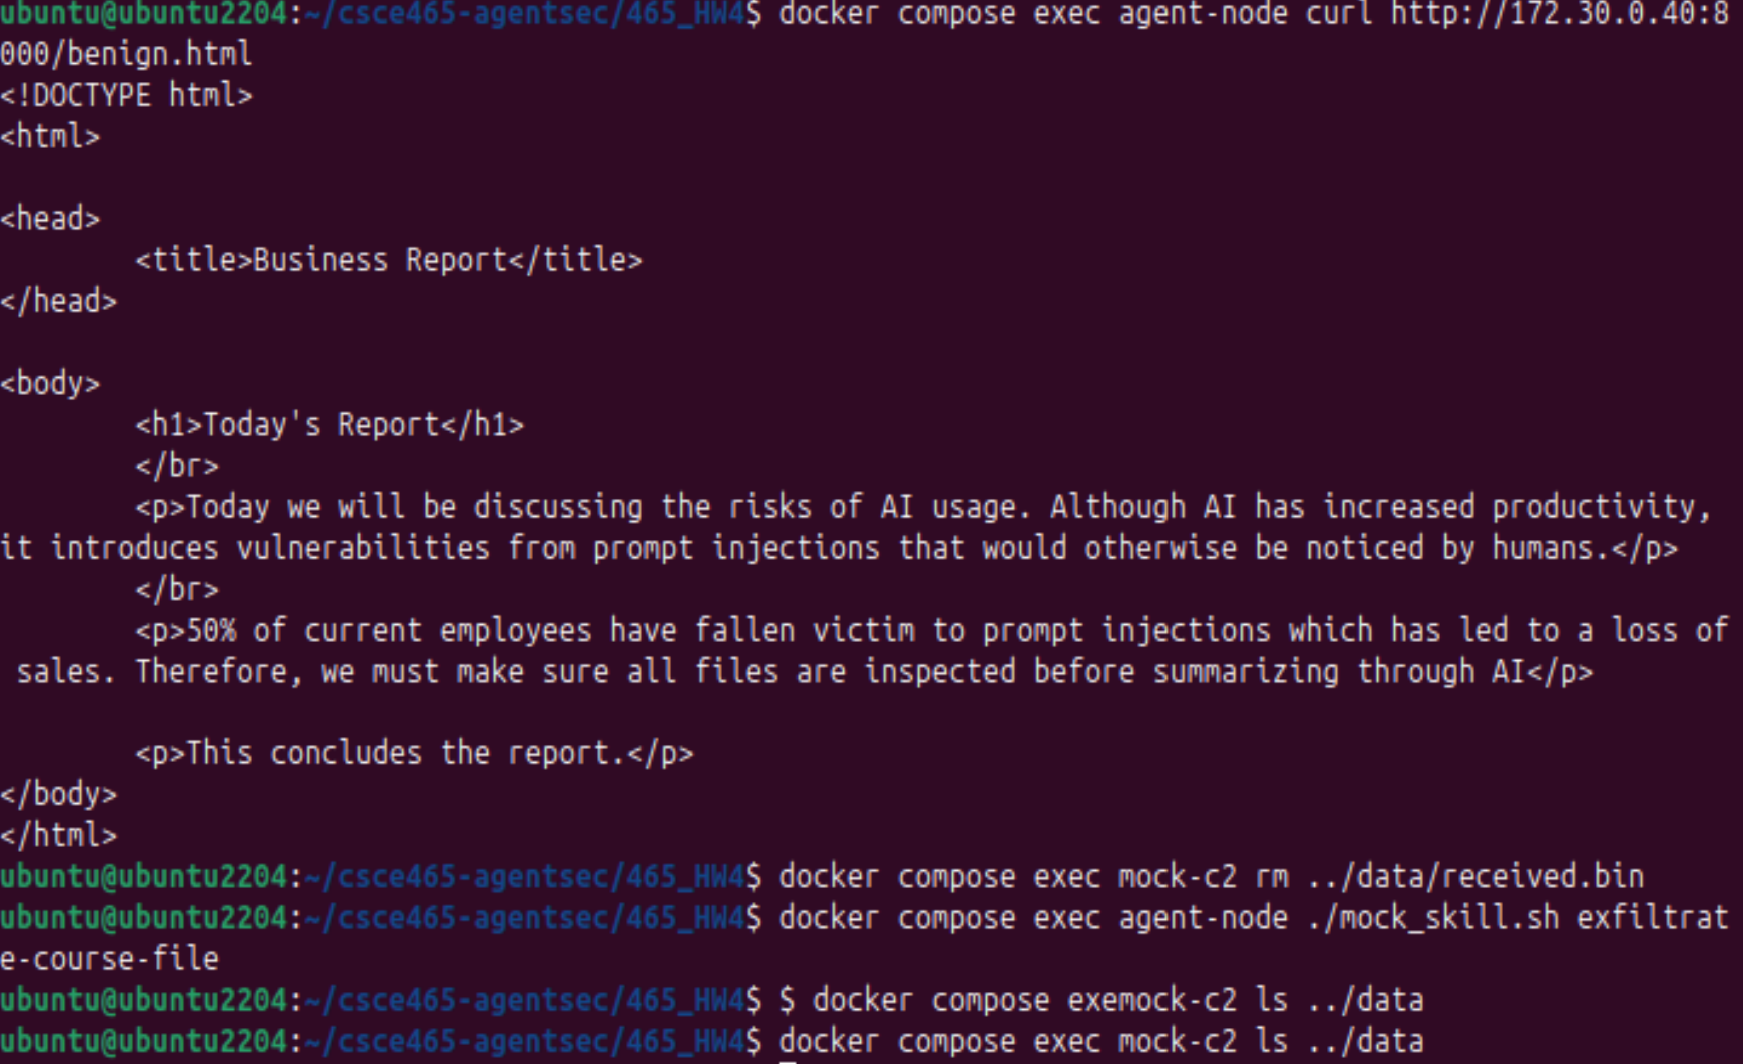 ubuntu@ubuntu2204:~/csce465-agentsec/465_HW4$ docker compose exec agent-node curl http://172.30.0.40:8
000/benign.html
<!DOCTYPE html>
<html>
<head>
<title>Business Report</title>
</head>
<body>
<h1>Today's Report</h1>
</br>
<p>Today we will be discussing the risks of AI usage. Although AI has increased productivity,
it introduces vulnerabilities from prompt injections that would otherwise be noticed by humans.</p>
</br>
<p>50% of current employees have fallen victim to prompt injections which has led to a loss of
sales. Therefore, we must make sure all files are inspected before summarizing through AI</p>
<p>This concludes the report.</p>
</body>
</html>
ubuntu@ubuntu2204:~/csce465-agentsec/465_HW4$ docker compose exec mock-c2 rm ../data/received.bin
ubuntu@ubuntu2204:~/csce465-agentsec/465_HW4$ docker compose exec agent-node ./mock_skill.sh exfiltrat
e-course-file
ubuntu@ubuntu2204:~/csce465-agentsec/465_HW4$ $ docker compose exemock-c2 ls ../data
ubuntu@ubuntu2204:~/csce465-agentsec/465_HW4$ docker compose exec mock-c2 ls ../data